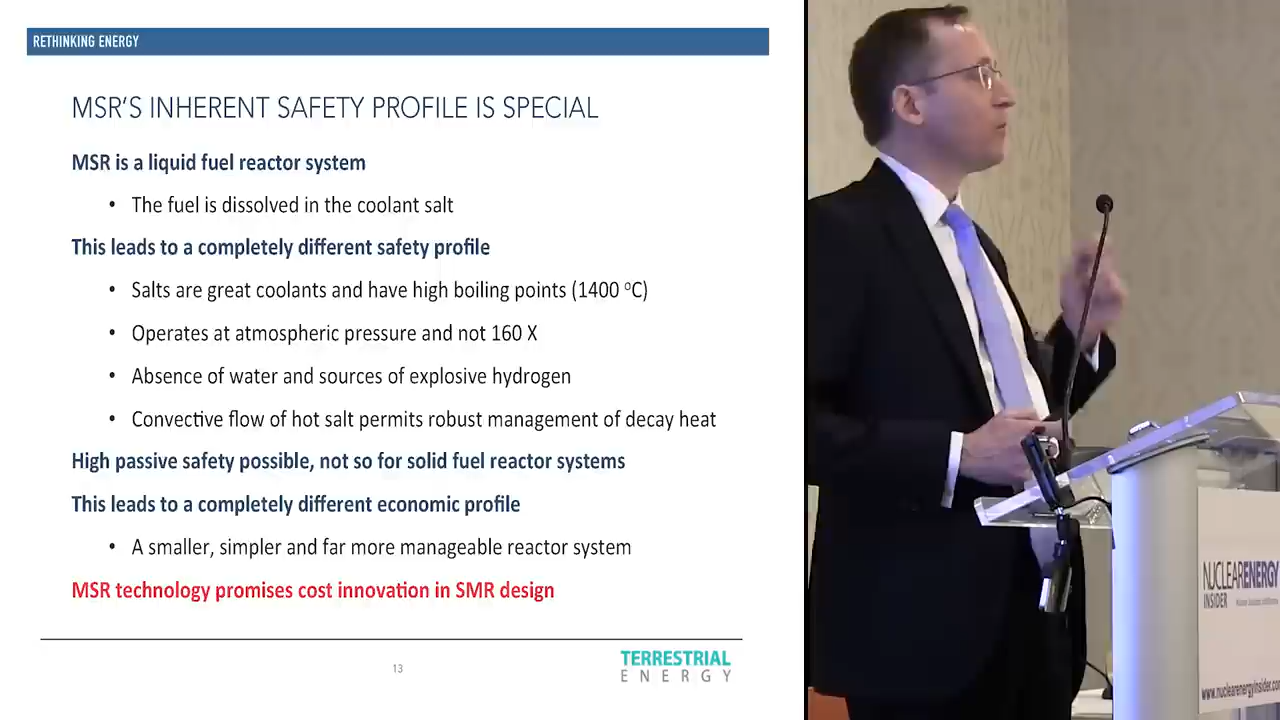 RETHINKING ENERGY
MSR'S INHERENT SAFETY PROFILE IS SPECIAL
MSR is a liquid fuel reactor system
• The fuel is dissolved in the coolant salt
This leads to a completely different safety profile
• Salts are great coolants and have high boiling points (1400 ºC)
• Operates at atmospheric pressure and not 160 X
• Absence of water and sources of explosive hydrogen
• Convective flow of hot salt permits robust management of decay heat
High passive safety possible, not so for solid fuel reactor systems
This leads to a completely different economic profile
• A smaller, simpler and far more manageable reactor system
MSR technology promises cost innovation in SMR design
13
TERRESTRIAL
ENERGY
NUCLEARENERGY
INSIDER
www.nuclearenergyinsider.co